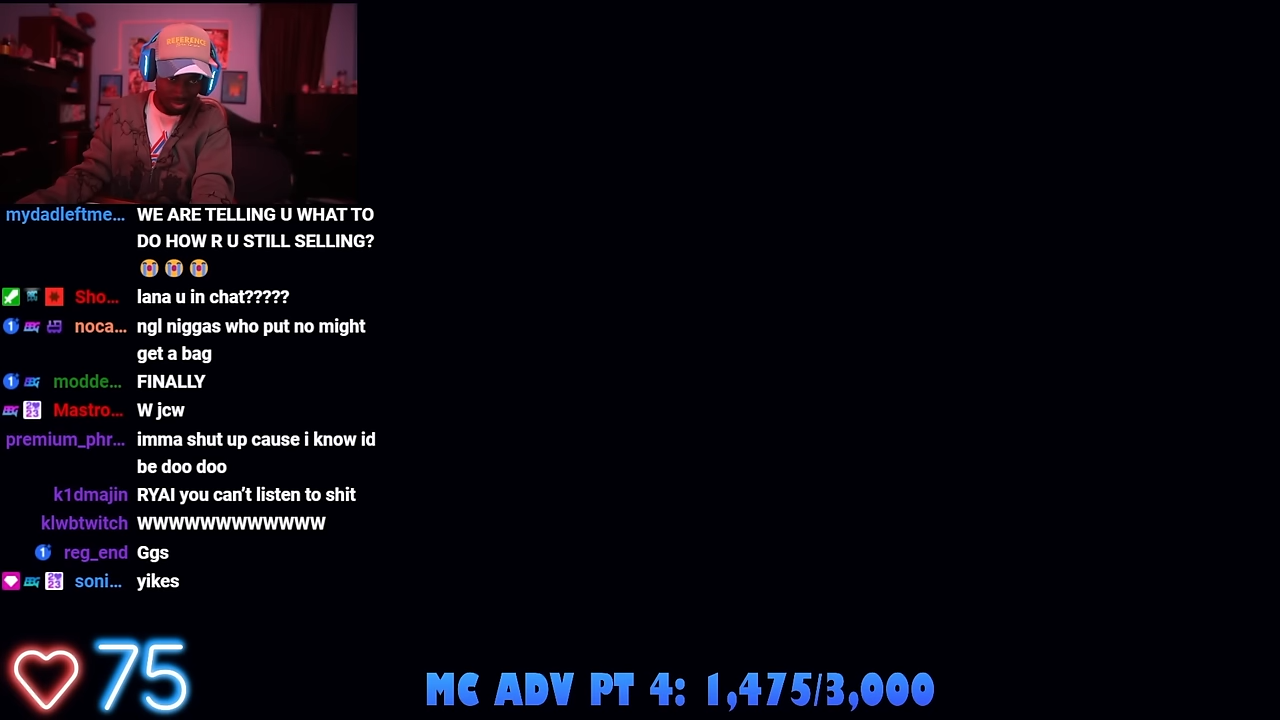 REFERENCE
mydadleftme… WE ARE TELLING U WHAT TO
DO HOW R U STILL SELLING?
😭😭😭
Sho… lana u in chat?????
noca… ngl niggas who put no might
get a bag
modde… FINALLY
Mastro… W jcw
premium_phr… imma shut up cause i know id
be doo doo
k1dmajin RYAI you can’t listen to shit
klwbtwitch WWWWWWWWWWWW
reg_end Ggs
soni… yikes
75
MC ADV PT 4: 1,475/3,000